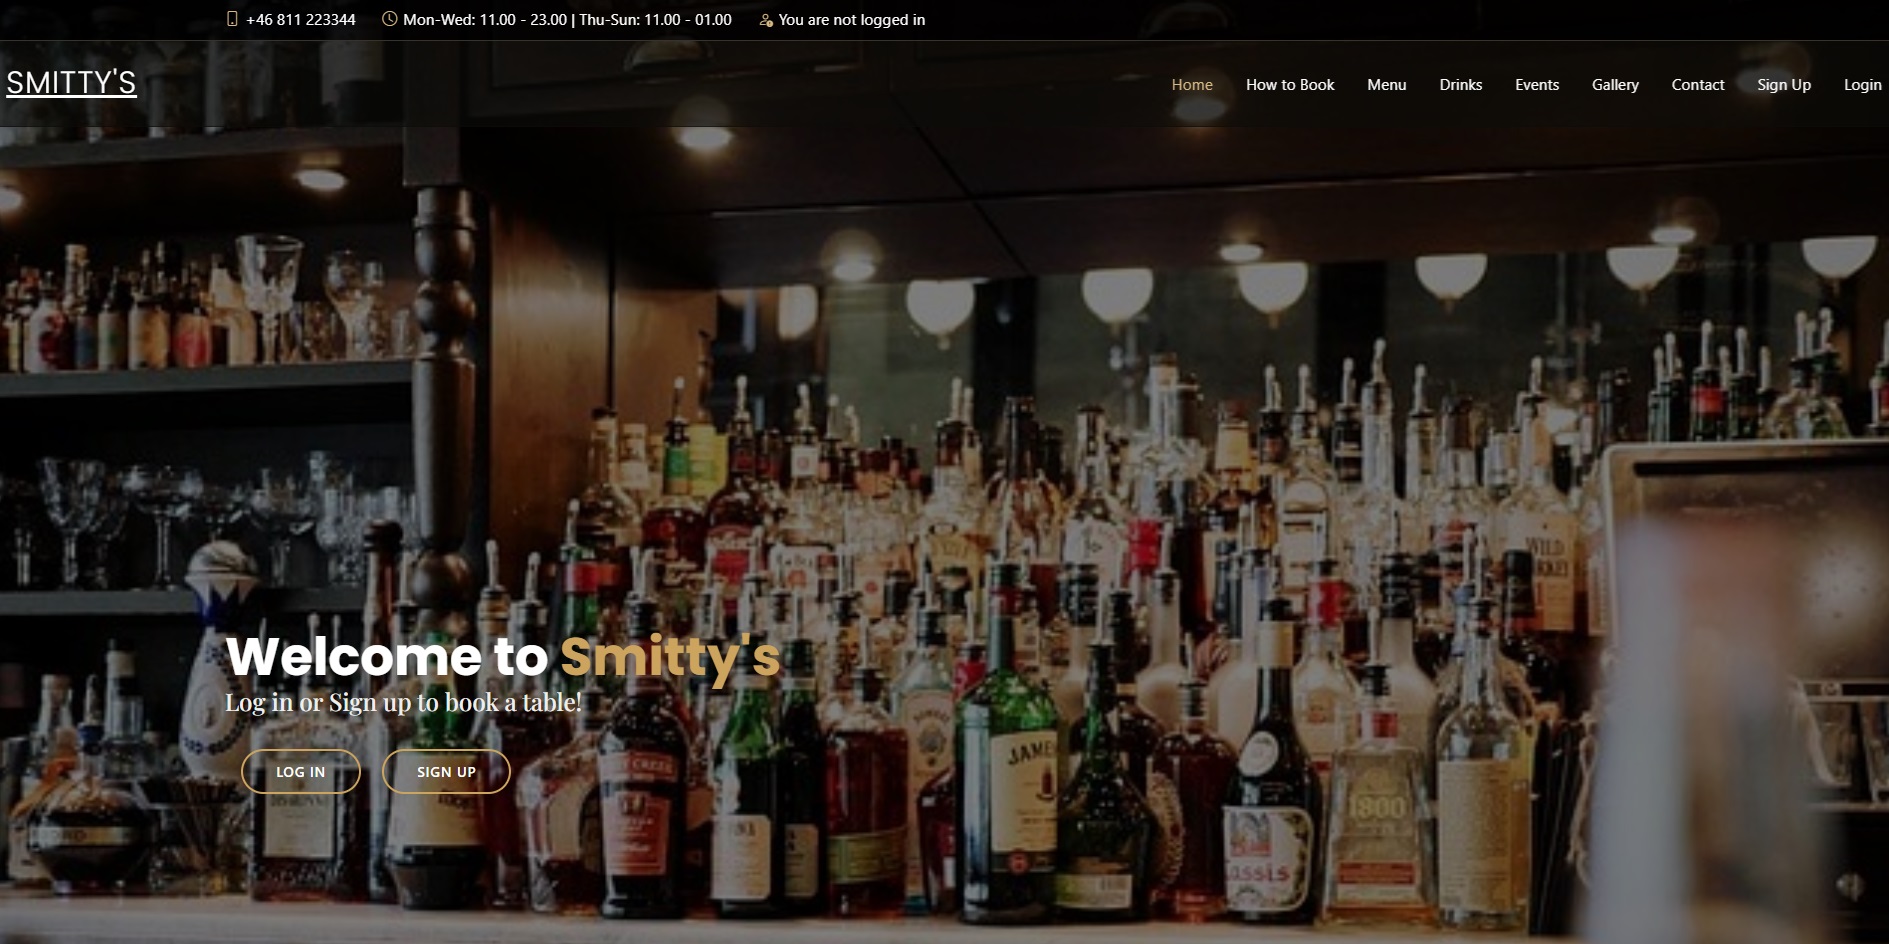 +46 811 223344 Mon-Wed: 11.00 - 23.00 | Thu-Sun: 11.00 - 01.00 You are not logged in
SMITTY'S Home How to Book Menu Drinks Events Gallery Contact Sign Up Login
WILD
Welcome to Smitty's
Log in or Sign up to book a table!
LOG IN SIGN UP
1800